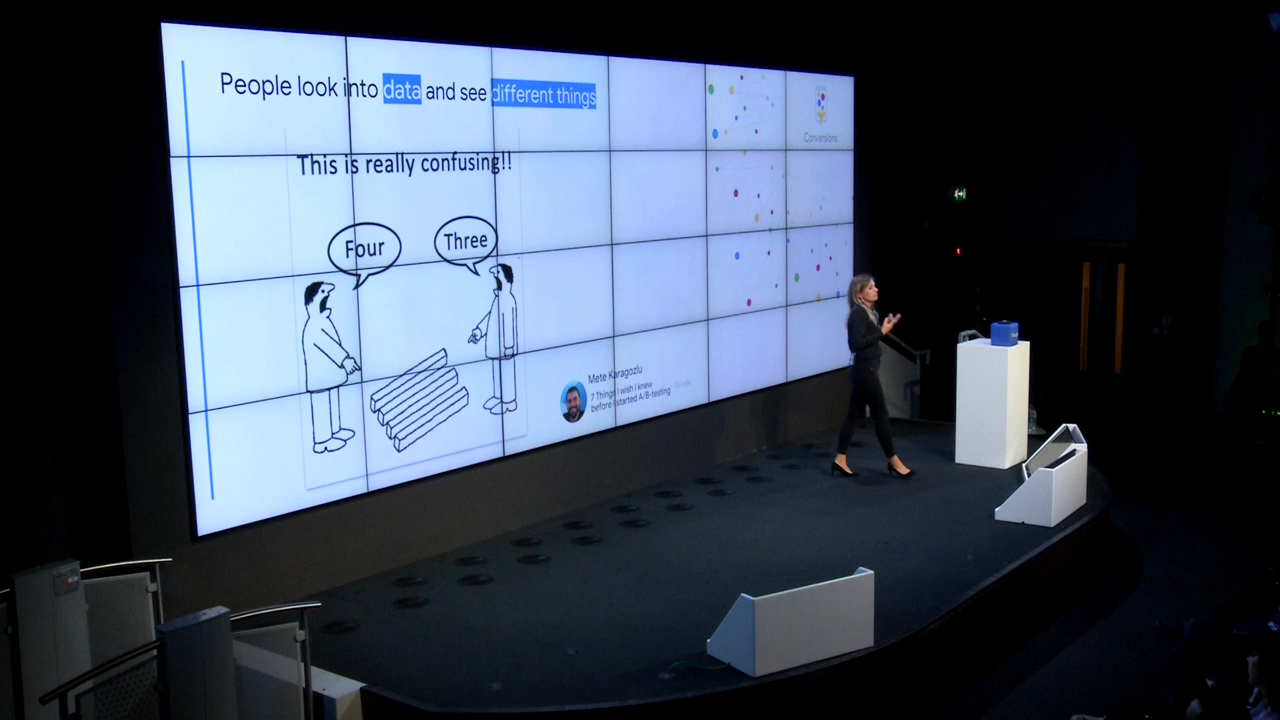 People look into data and see different things
Conversions
This is really confusing!!
Four
Three
Mete Karagozlu
7 Things I wish I knew
before I started A/B-testing
Google